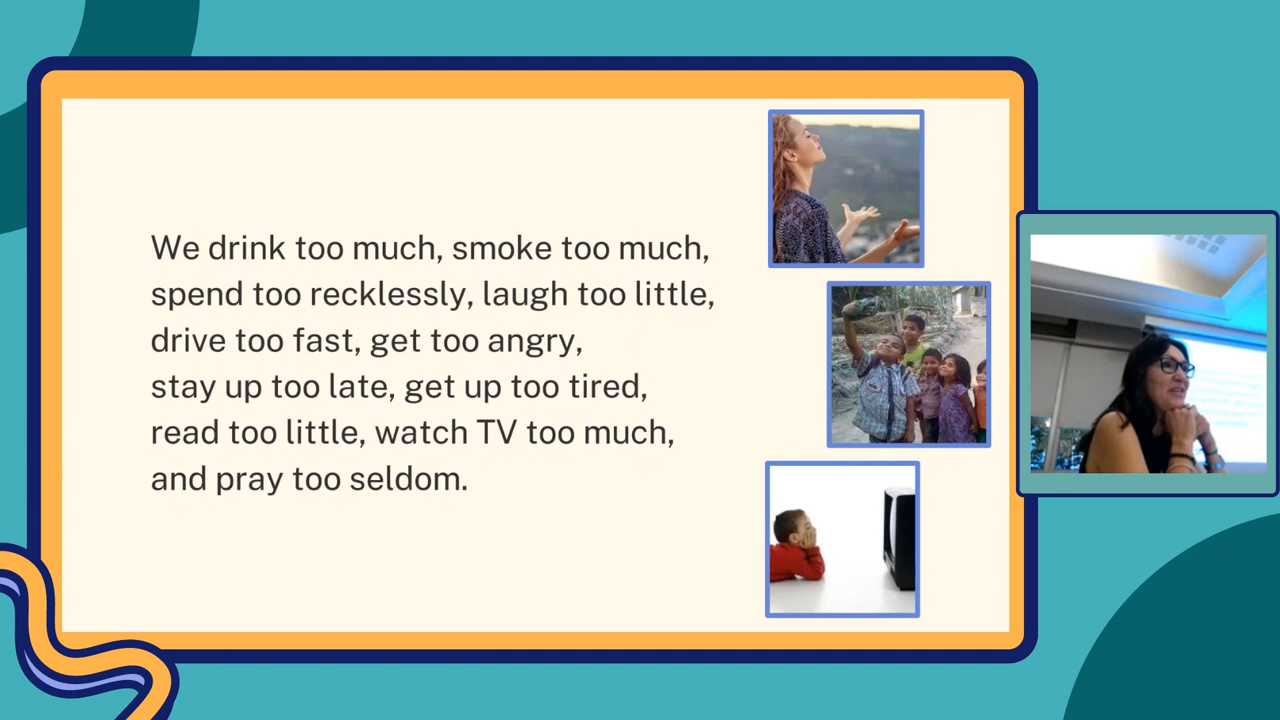 We drink too much, smoke too much,
spend too recklessly, laugh too little,
drive too fast, get too angry,
stay up too late, get up too tired,
read too little, watch TV too much,
and pray too seldom.